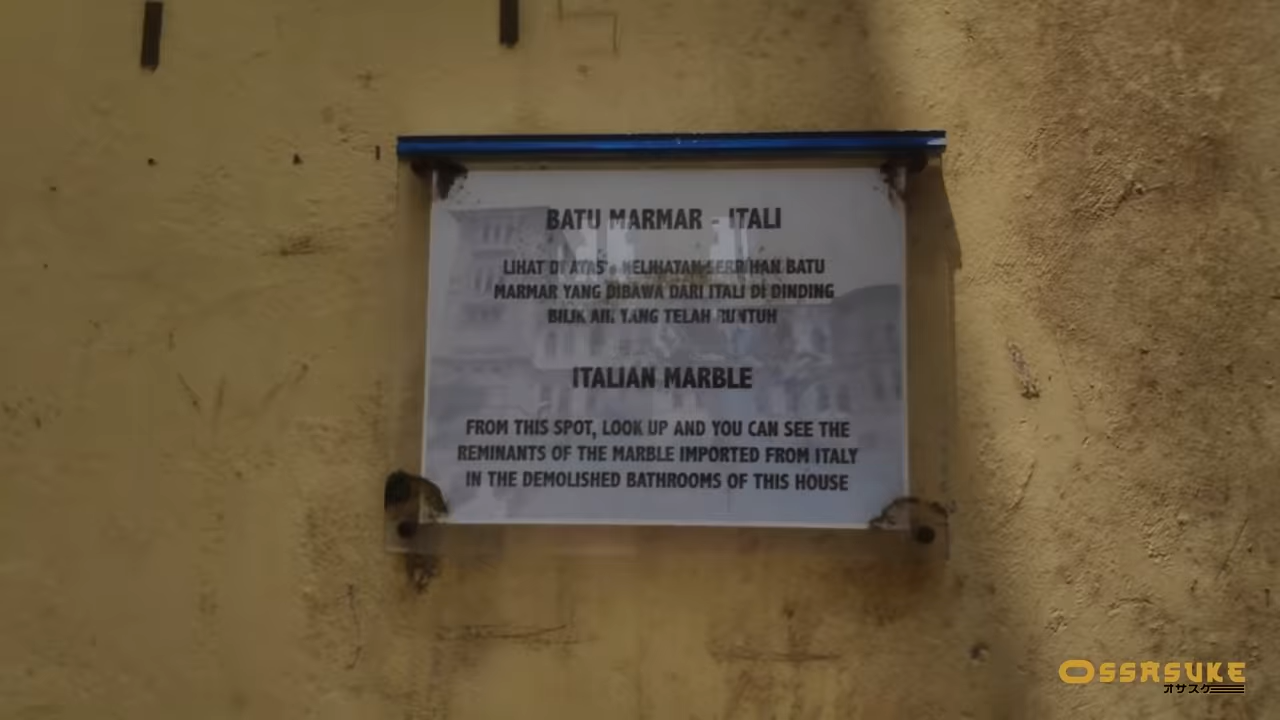 BATU MARMAR - ITALI
LIHAT DI ATAS
BATU
MARMAR YANG DIBAWA DARI ITALI DI DINDING
BILIK AIR YANG TELAH RUNTUH
ITALIAN MARBLE
FROM THIS SPOT, LOOK UP AND YOU CAN SEE THE
REMINANTS OF THE MARBLE IMPORTED FROM ITALY
IN THE DEMOLISHED BATHROOMS OF THIS HOUSE
OSSASUKE
オサスケ